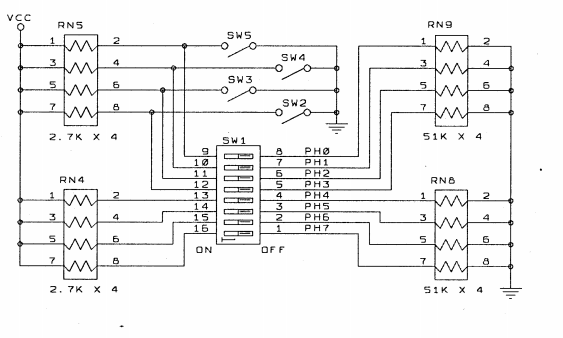 VCC
RN5
RN9
1 2
SW5
1 2
3 4
SW4
3 4
5 6
SW3
5 6
7 8
SW2
7 8
2.7K X 4
51K X 4
SW1
9 8 PH0
10 7 PH1
11 6 PH2
12 5 PH3
13 4 PH4
14 3 PH5
15 2 PH6
16 1 PH7
ON OFF
RN4
RN8
1 2
1 2
3 4
3 4
5 6
5 6
7 8
7 8
2.7K X 4
51K X 4